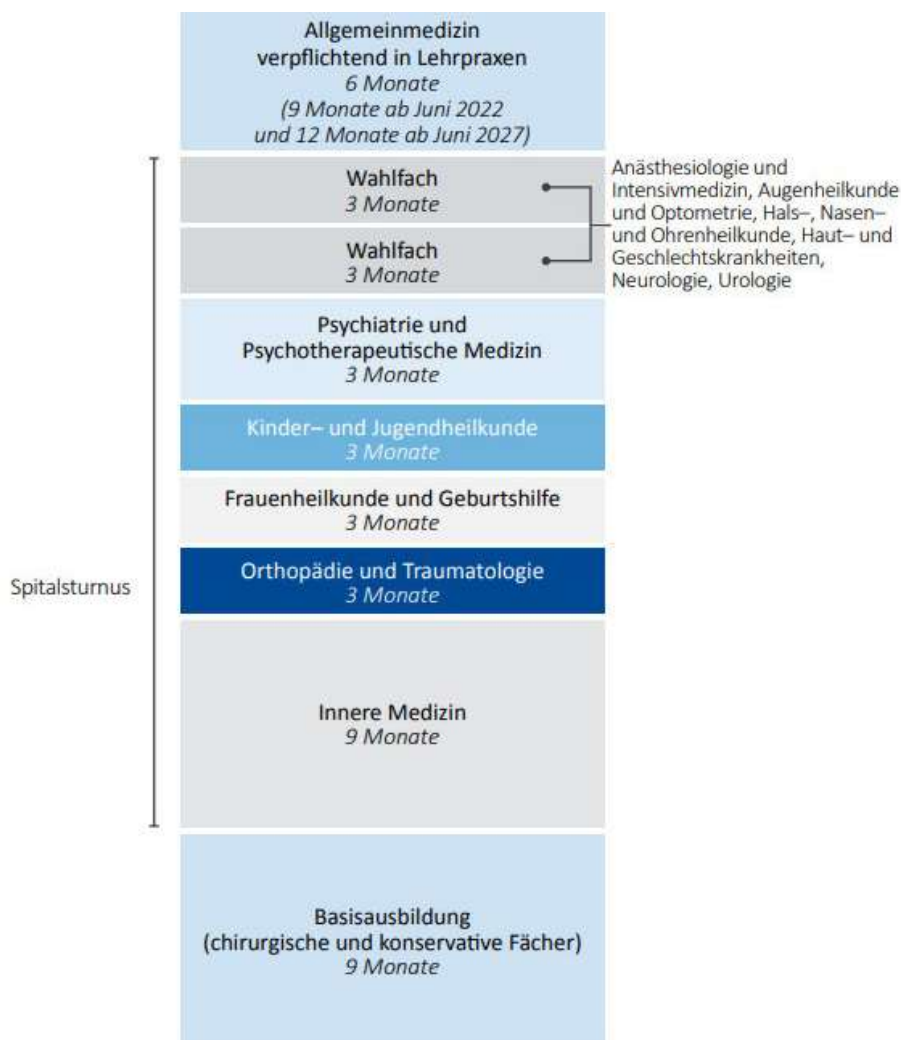 Allgemeinmedizin
verpflichtend in Lehrpraxen
6 Monate
(9 Monate ab Juni 2022
und 12 Monate ab Juni 2027)
Wahlfach
3 Monate
Wahlfach
3 Monate
Anästhesiologie und
Intensivmedizin, Augenheilkunde
und Optometrie, Hals–, Nasen–
und Ohrenheilkunde, Haut– und
Geschlechtskrankheiten,
Neurologie, Urologie
Psychiatrie und
Psychotherapeutische Medizin
3 Monate
Kinder– und Jugendheilkunde
3 Monate
Frauenheilkunde und Geburtshilfe
3 Monate
Orthopädie und Traumatologie
3 Monate
Spitalsturnus
Innere Medizin
9 Monate
Basisausbildung
(chirurgische und konservative Fächer)
9 Monate